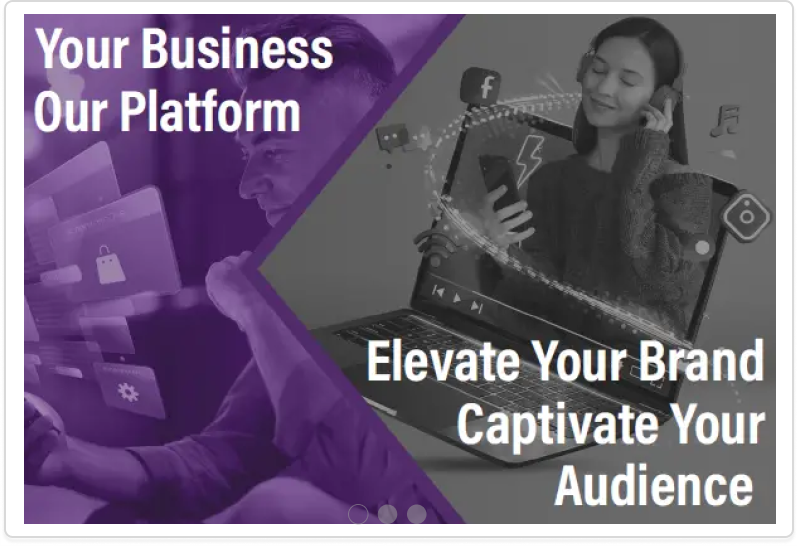 Your Business
Our Platform
Elevate Your Brand
Captivate Your
Audience